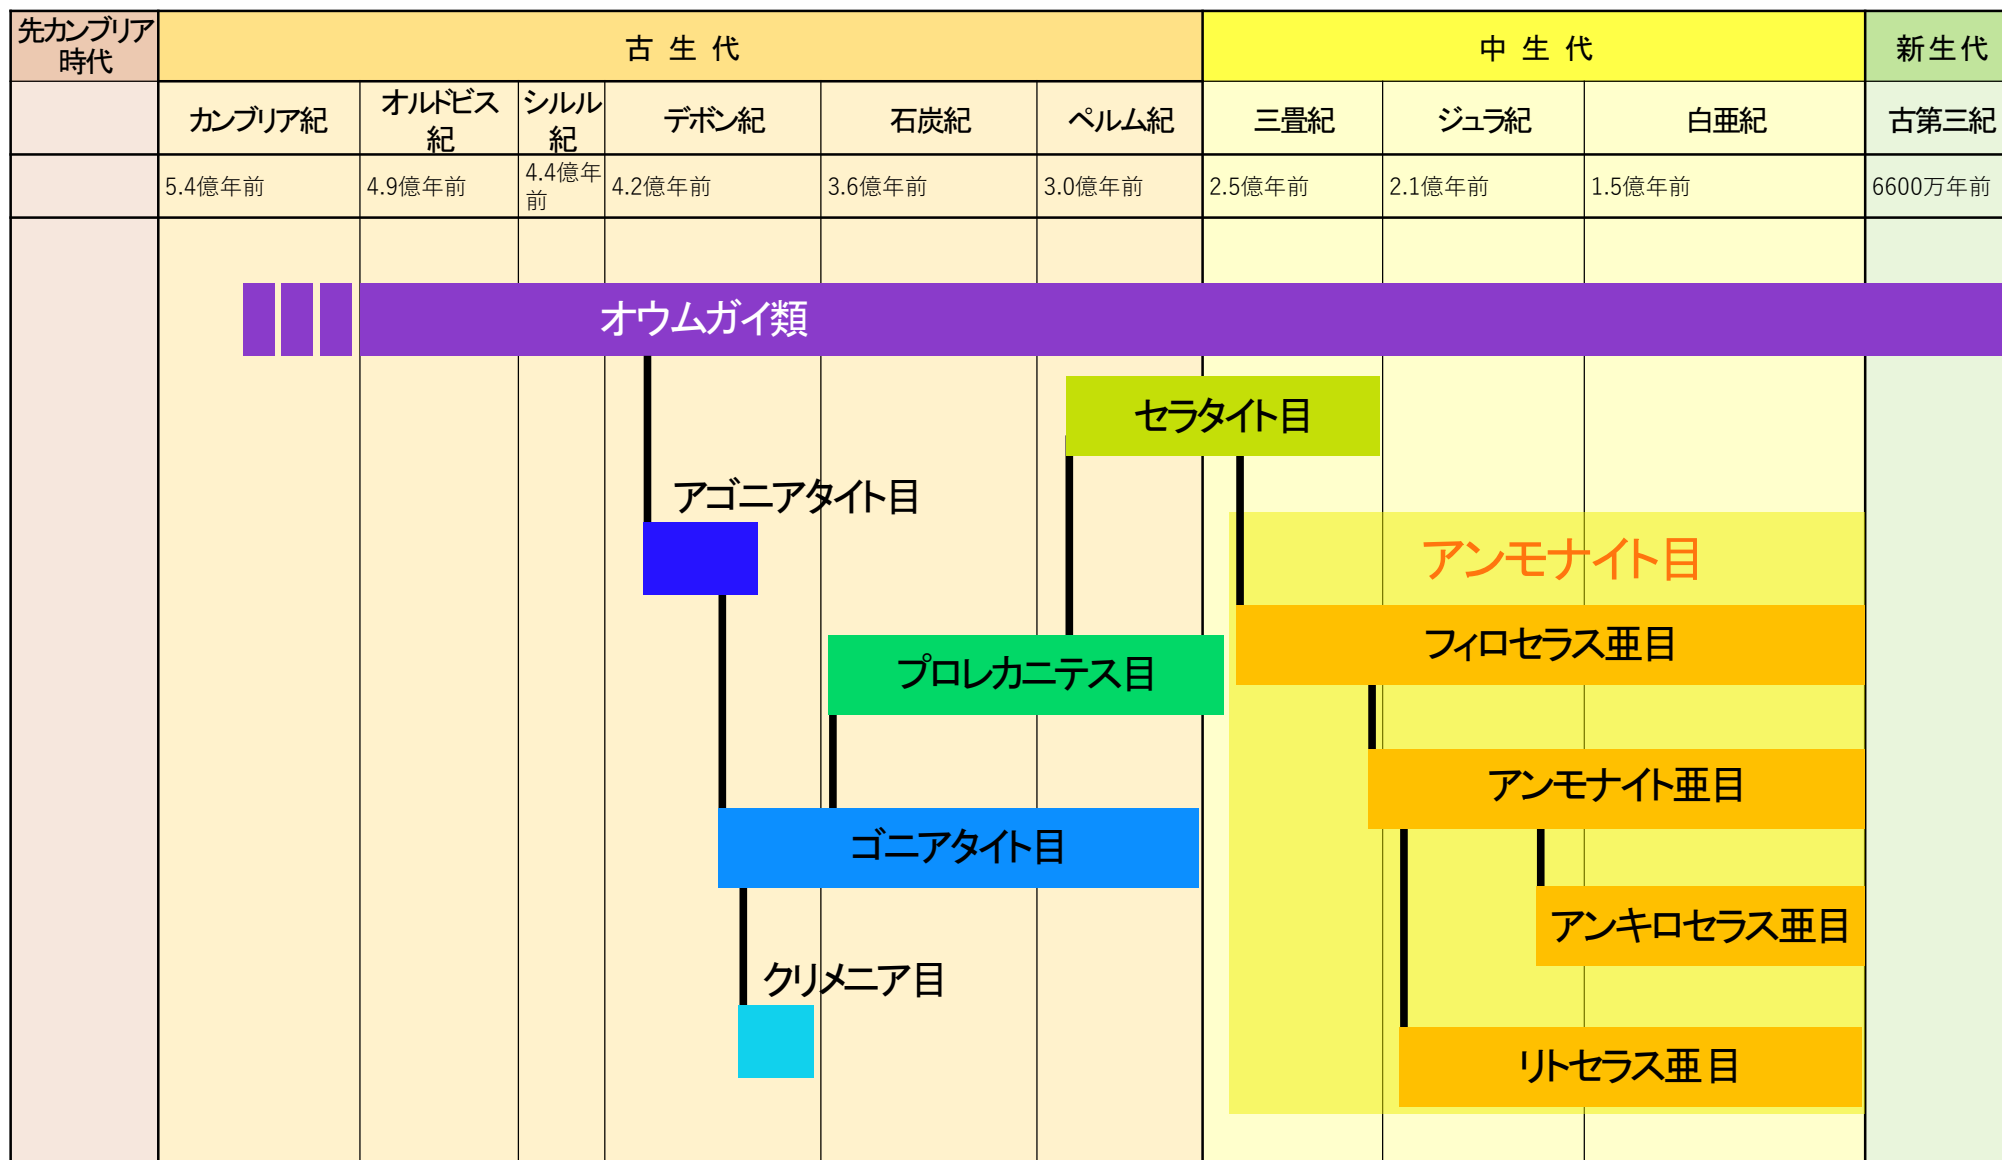 先カンブリア
時代
古 生 代
中 生 代
新生代
カンブリア紀
オルドビス
紀
シルル
紀
デボン紀
石炭紀
ペルム紀
三畳紀
ジュラ紀
白亜紀
古第三紀
5.4億年前
4.9億年前
4.4億年
前
4.2億年前
3.6億年前
3.0億年前
2.5億年前
2.1億年前
1.5億年前
6600万年前
オウムガイ類
セラタイト目
アゴニアタイト目
アンモナイト目
フィロセラス亜目
プロレカニテス目
アンモナイト亜目
ゴニアタイト目
アンキロセラス亜目
クリメニア目
リトセラス亜目